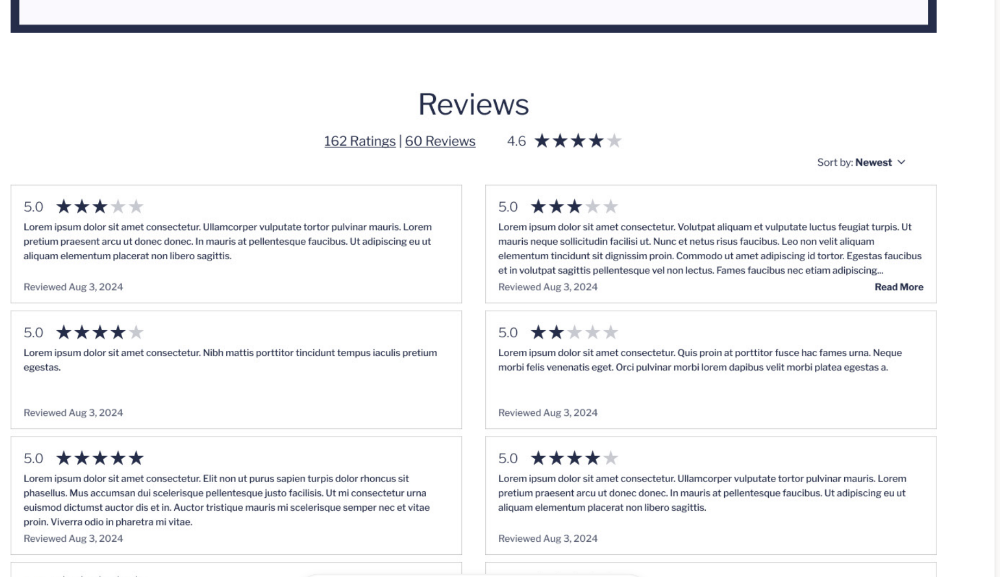 Reviews
162 Ratings | 60 Reviews 4.6
Sort by: Newest
5.0
Lorem ipsum dolor sit amet consectetur. Ullamcorper vulputate tortor pulvinar mauris. Lorem
pretium praesent arcu ut donec donec. In mauris at pellentesque faucibus. Ut adipiscing eu ut
aliquam elementum placerat non libero sagittis.
Reviewed Aug 3, 2024
5.0
Lorem ipsum dolor sit amet consectetur. Volutpat aliquam et vulputate luctus feugiat turpis. Ut
mauris neque sollicitudin facilisi ut. Nunc et netus risus faucibus. Leo non velit aliquam
elementum tincidunt sit dignissim proin. Commodo ut amet adipiscing id tortor. Egestas faucibus
et in volutpat sagittis pellentesque vel non lectus. Fames faucibus nec etiam adipiscing...
Reviewed Aug 3, 2024 Read More
5.0
Lorem ipsum dolor sit amet consectetur. Nibh mattis porttitor tincidunt tempus iaculis pretium
egestas.
Reviewed Aug 3, 2024
5.0
Lorem ipsum dolor sit amet consectetur. Quis proin at porttitor fusce hac fames urna. Neque
morbi felis venenatis eget. Orci pulvinar morbi lorem dapibus velit morbi platea egestas a.
Reviewed Aug 3, 2024
5.0
Lorem ipsum dolor sit amet consectetur. Elit non ut purus sapien turpis dolor rhoncus sit
phasellus. Mus accumsan dui scelerisque pellentesque justo facilisis. Ut mi consectetur urna
euismod dictumst auctor dis et in. Auctor tristique mauris mi scelerisque semper nec et vitae
proin. Viverra odio in pharetra mi vitae.
Reviewed Aug 3, 2024
5.0
Lorem ipsum dolor sit amet consectetur. Ullamcorper vulputate tortor pulvinar mauris. Lorem
pretium praesent arcu ut donec donec. In mauris at pellentesque faucibus. Ut adipiscing eu ut
aliquam elementum placerat non libero sagittis.
Reviewed Aug 3, 2024